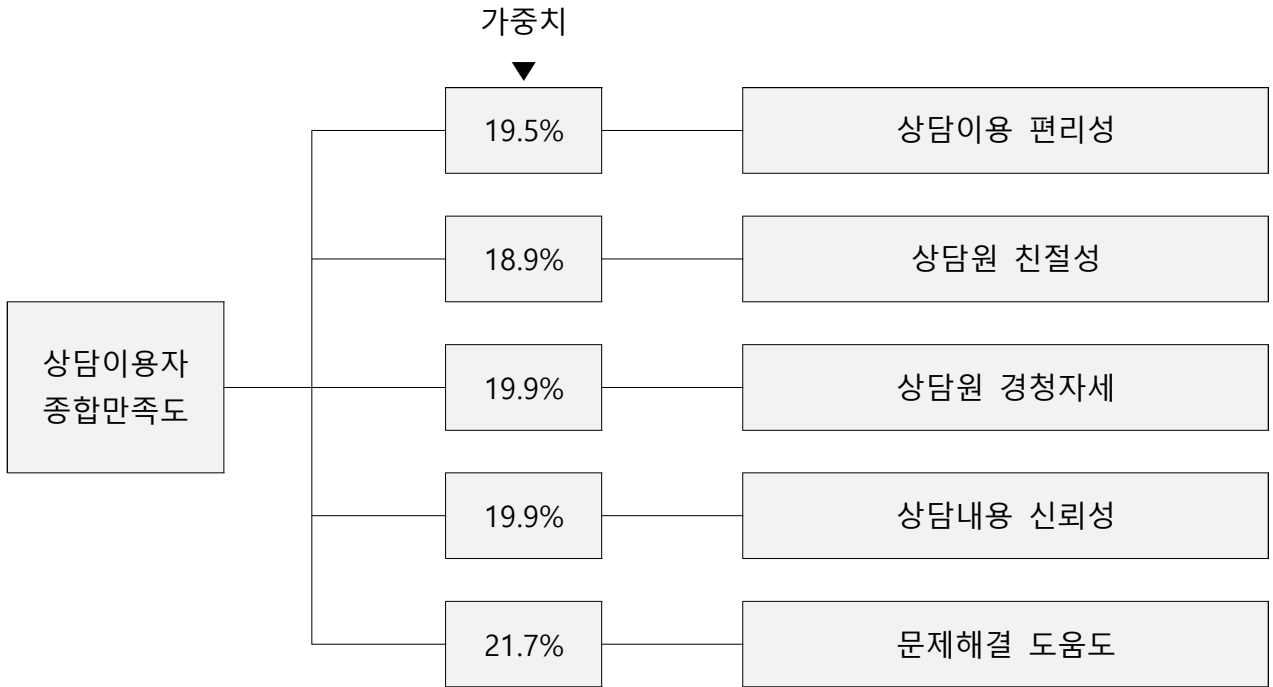 가중치
▼
19.5%
상담이용 편리성
18.9%
상담원 친절성
상담이용자
종합만족도
19.9%
상담원 경청자세
19.9%
상담내용 신뢰성
21.7%
문제해결 도움도